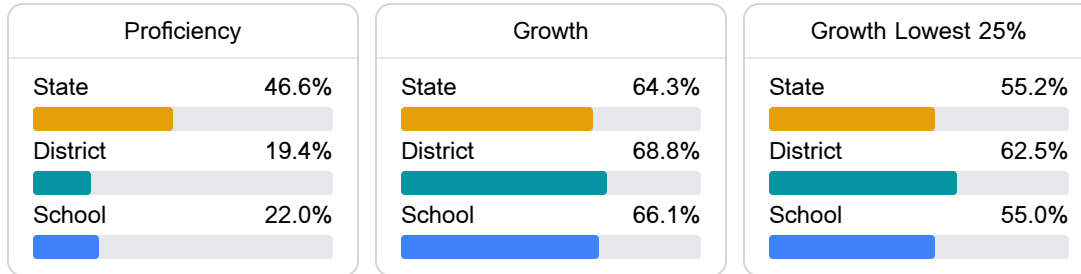 Proficiency
State 46.6%
District 19.4%
School 22.0%
Growth
State 64.3%
District 68.8%
School 66.1%
Growth Lowest 25%
State 55.2%
District 62.5%
School 55.0%